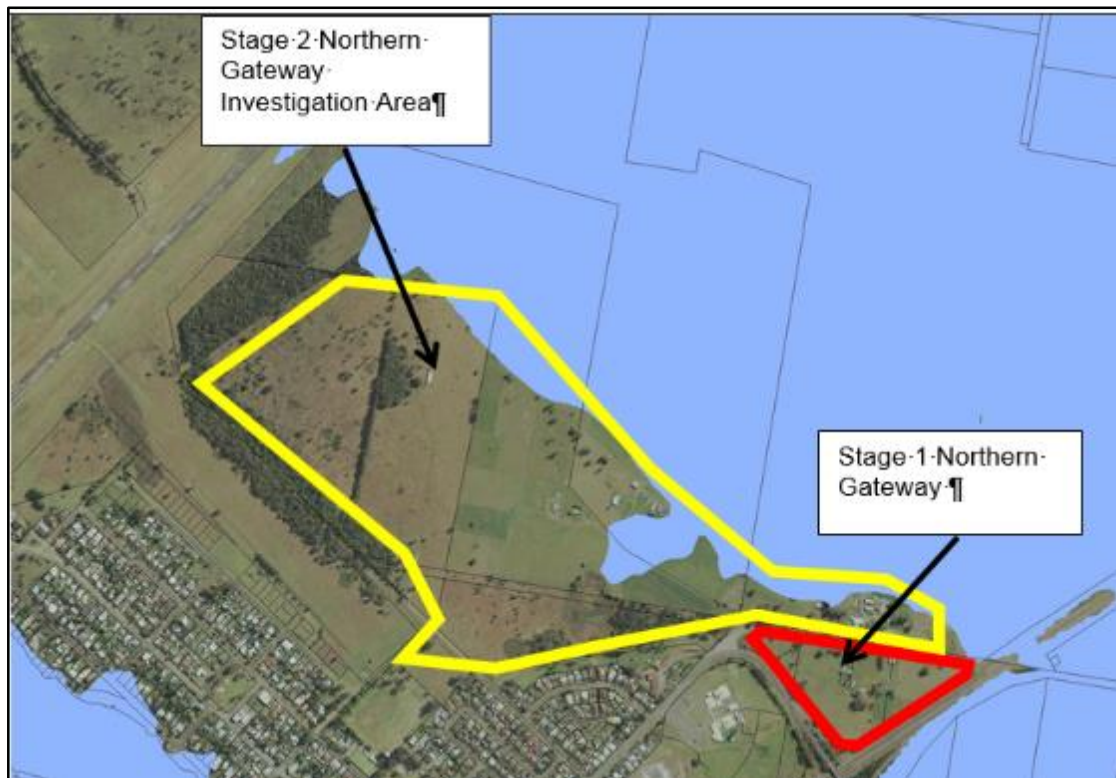 Stage·2·Northern·
Gateway·
Investigation·Area¶
Stage·1·Northern·
Gateway·¶